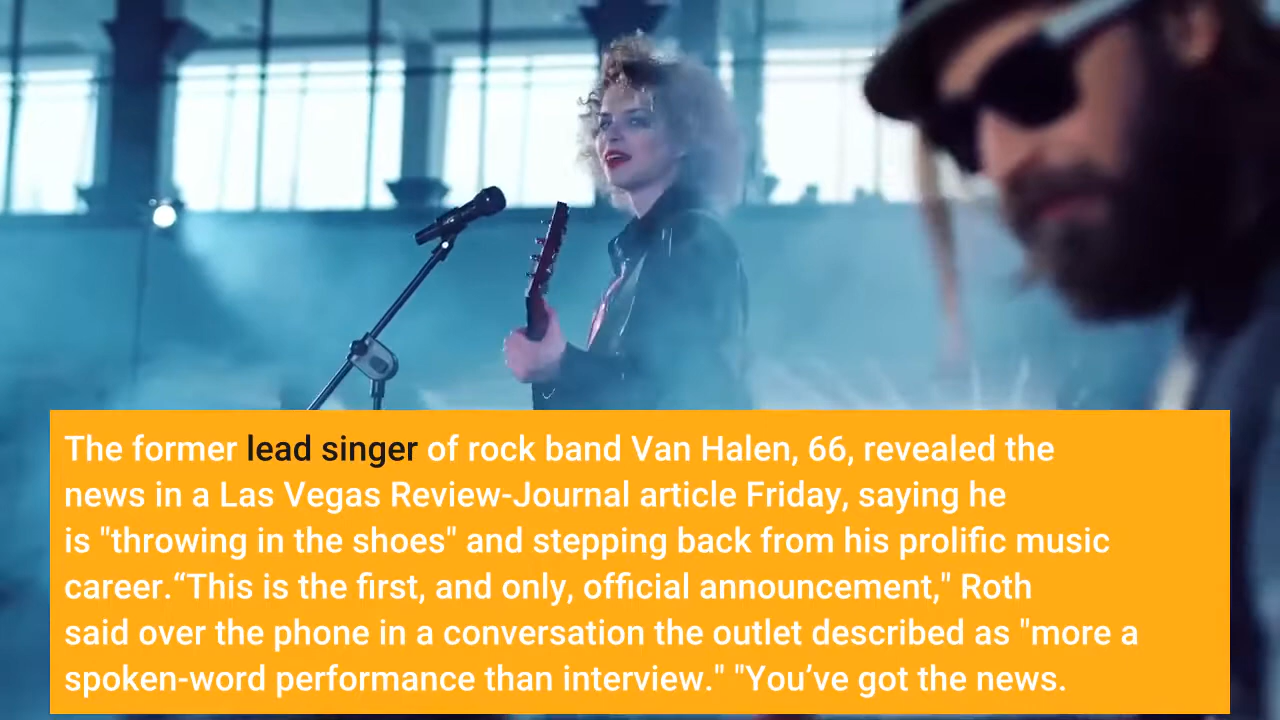 The former lead singer of rock band Van Halen, 66, revealed the
news in a Las Vegas Review-Journal article Friday, saying he
is "throwing in the shoes" and stepping back from his prolific music
career.“This is the first, and only, official announcement," Roth
said over the phone in a conversation the outlet described as "more a
spoken-word performance than interview." "You’ve got the news.